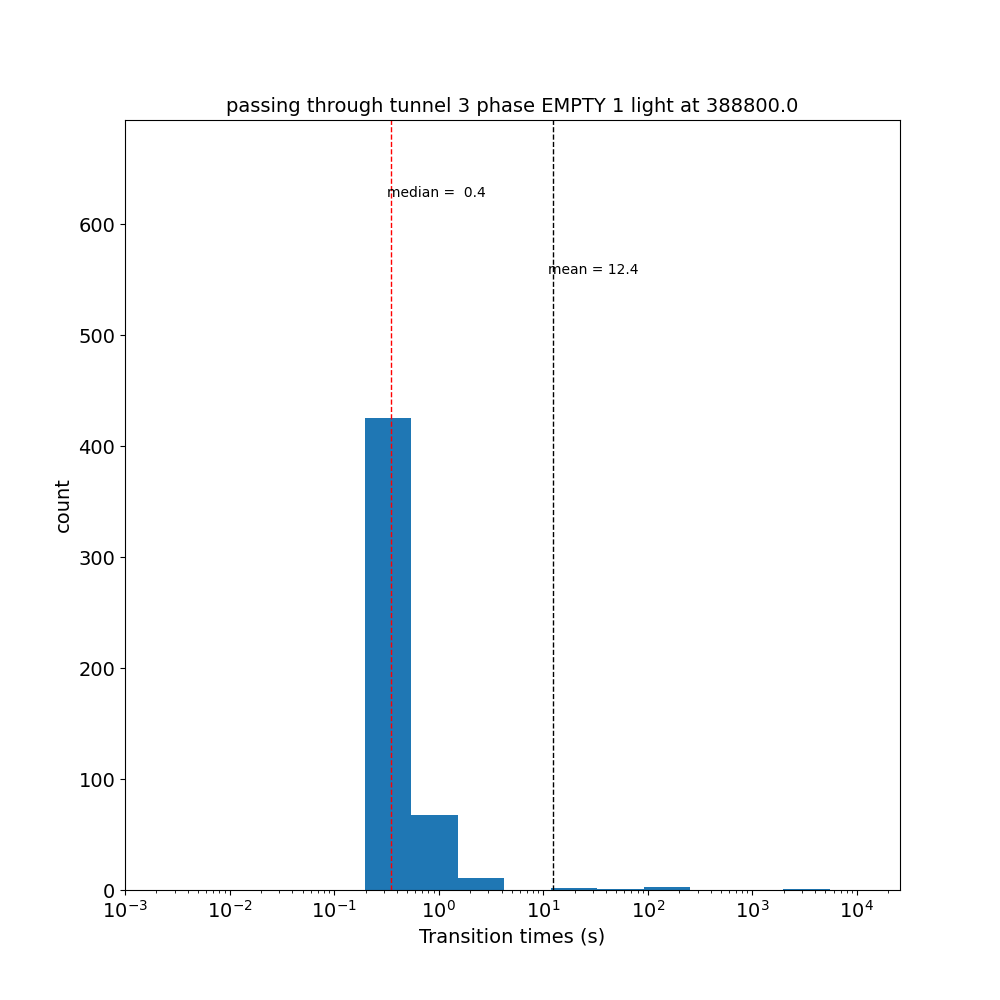 passing through tunnel 3 phase EMPTY 1 light at 388800.0
median =  0.4
mean = 12.4
600
500
400
300
200
100
0
count
10⁻³ 10⁻² 10⁻¹ 10⁰ 10¹ 10² 10³ 10⁴
Transition times (s)